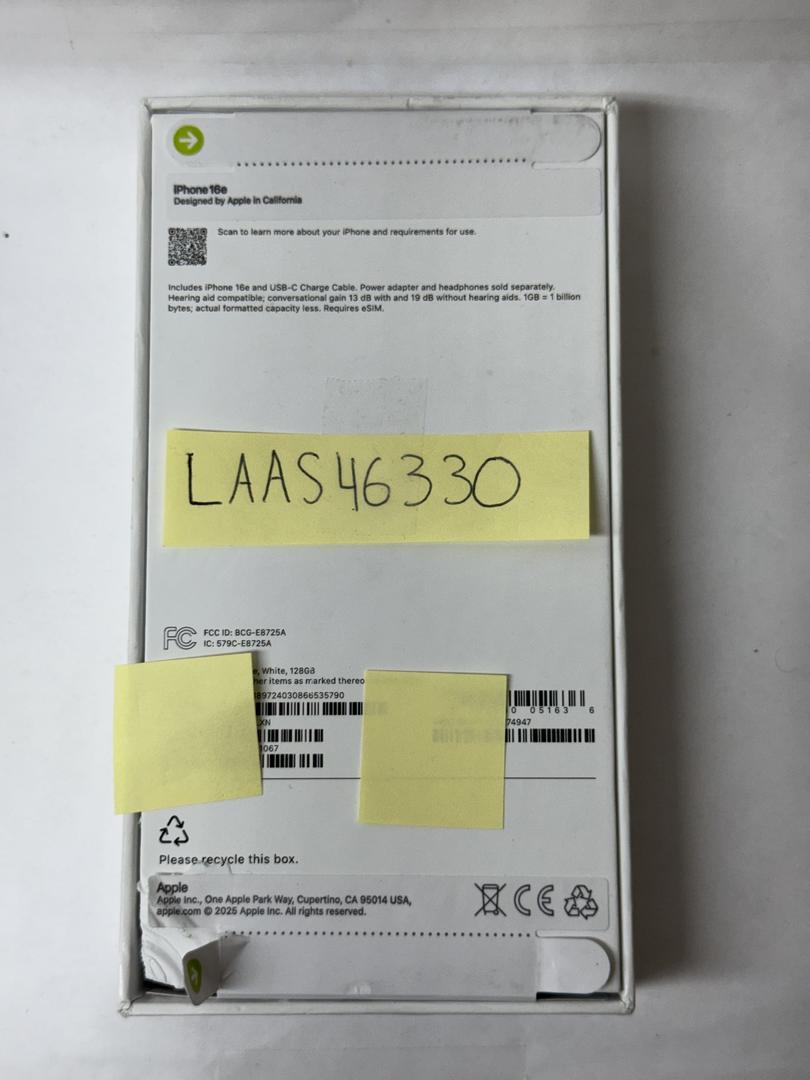 iPhone 16e
Designed by Apple in California
Scan to learn more about your iPhone and requirements for use.
Includes iPhone 16e and USB-C Charge Cable. Power adapter and headphones sold separately.
Hearing aid compatible; conversational gain 13 dB with and 19 dB without hearing aids. 1GB = 1 billion
bytes; actual formatted capacity less. Requires eSIM.
LAAS46330
FC FCC ID: BCG-E8725A
IC: 579C-E8725A
e, White, 128GB
her items as marked thereo
89724030866535790
0 05163 6
XN
74947
1067
Please recycle this box.
Apple
Apple Inc., One Apple Park Way, Cupertino, CA 95014 USA,
apple.com © 2025 Apple Inc. All rights reserved.
CE